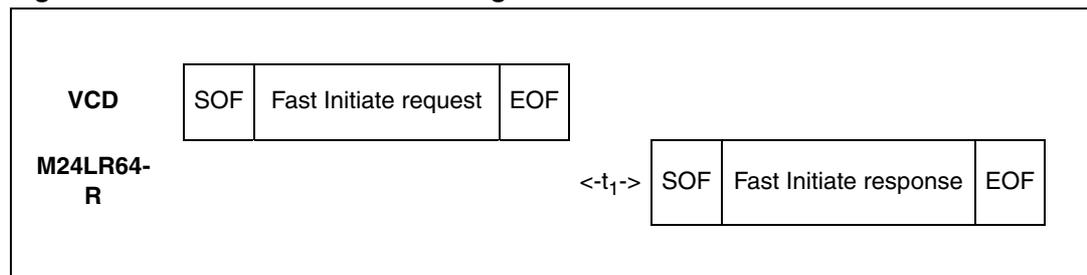 VCD SOF Fast Initiate request EOF
M24LR64-
R
<-t₁-> SOF Fast Initiate response EOF